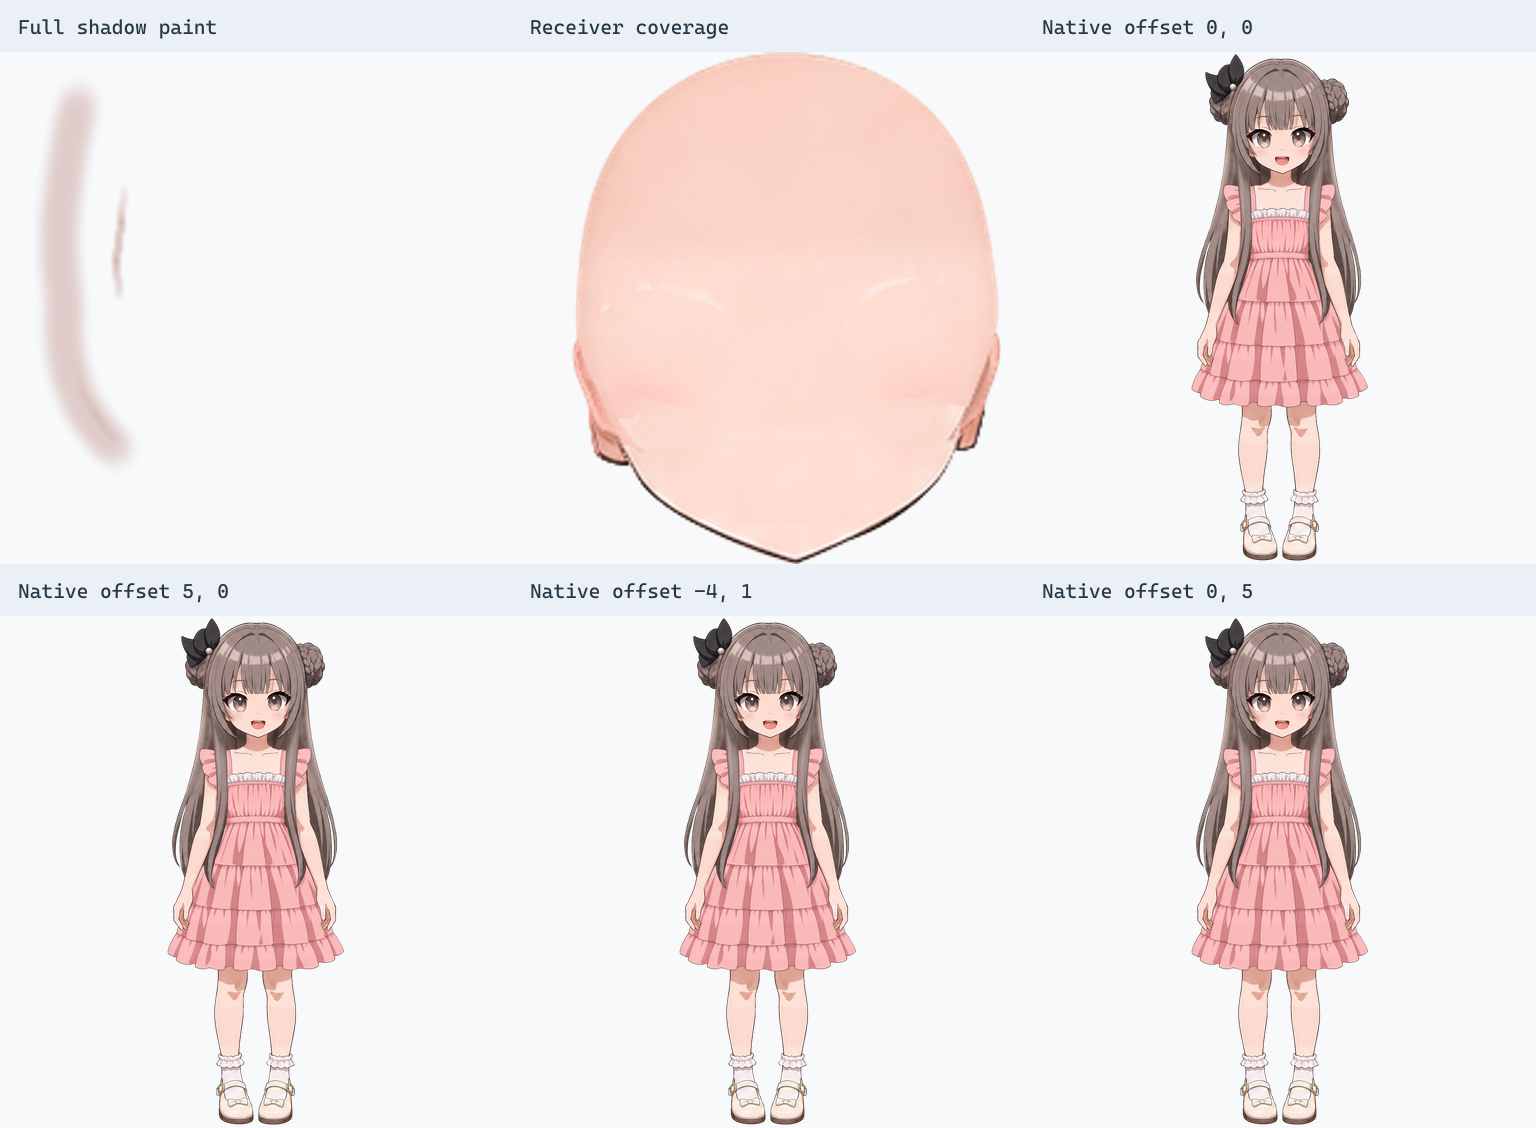 Full shadow paint
Receiver coverage
Native offset 0, 0
Native offset 5, 0
Native offset −4, 1
Native offset 0, 5